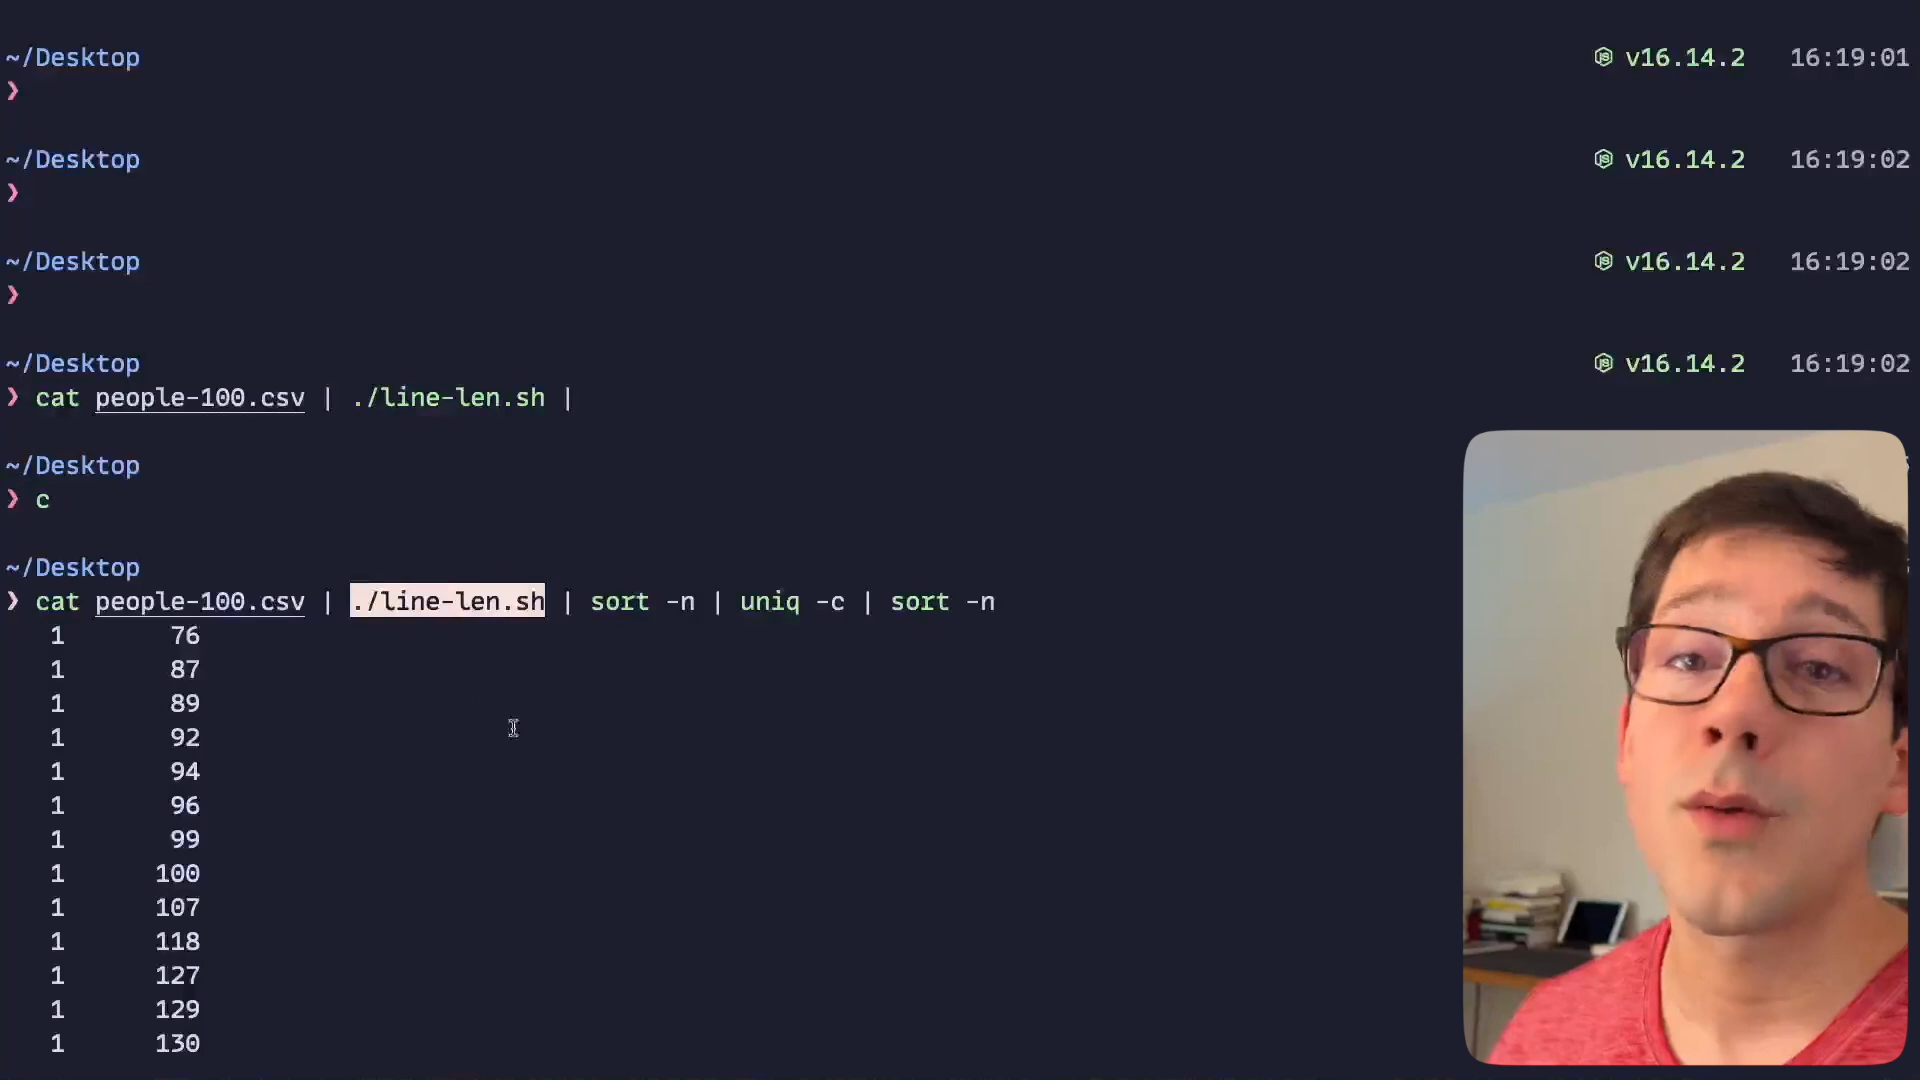 ~/Desktop v16.14.2 16:19:01
❯
~/Desktop v16.14.2 16:19:02
❯
~/Desktop v16.14.2 16:19:02
❯
~/Desktop v16.14.2 16:19:02
❯ cat people-100.csv | ./line-len.sh |
~/Desktop
❯ c
~/Desktop
❯ cat people-100.csv | ./line-len.sh | sort -n | uniq -c | sort -n
1 76
1 87
1 89
1 92
1 94
1 96
1 99
1 100
1 107
1 118
1 127
1 129
1 130